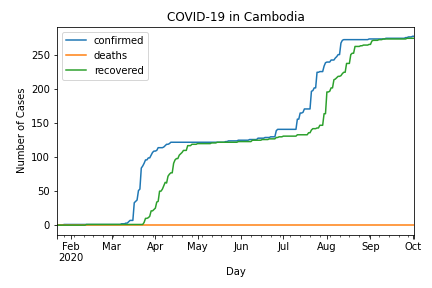 COVID-19 in Cambodia
confirmed
deaths
recovered
Number of Cases
250
200
150
100
50
0
Feb Mar Apr May Jun Jul Aug Sep Oct
2020
Day